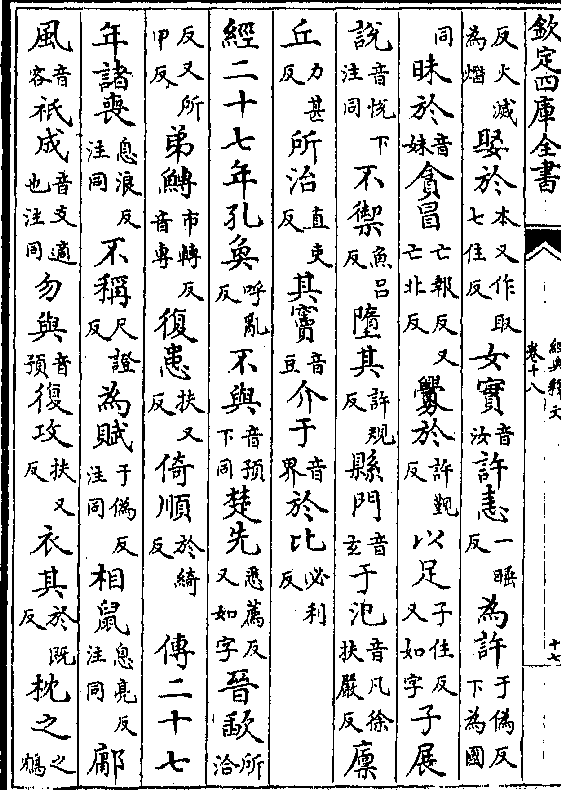 欽定四庫全書
經典釋文
卷十八
十七
反火滅為熸娶於本又作取七住反女實音汝許恚一睡反為許于偽反下為國
同昧於音妹貪冒亡報反又亡北反釁於許覲反以足子住反又如字子展
說音悅下注同不禦魚呂反墮其許規反縣門音玄于氾音凡徐扶嚴反廩
丘力甚反所治直吏反其竇音豆介于音界於比必利反
經二十七年孔奐呼亂反不與音預下同楚先悉薦反又如字晉歃所洽
反又所甲反弟鱄市轉反音專復患扶又反倚順於綺反傳二十七
年諸喪息浪反注同不稱尺證反為賦于偽反注同相鼠息亮反注同鄘
風音容祇成音支適也注同勿與音預復攻扶又反衣其於既反枕之之鴆